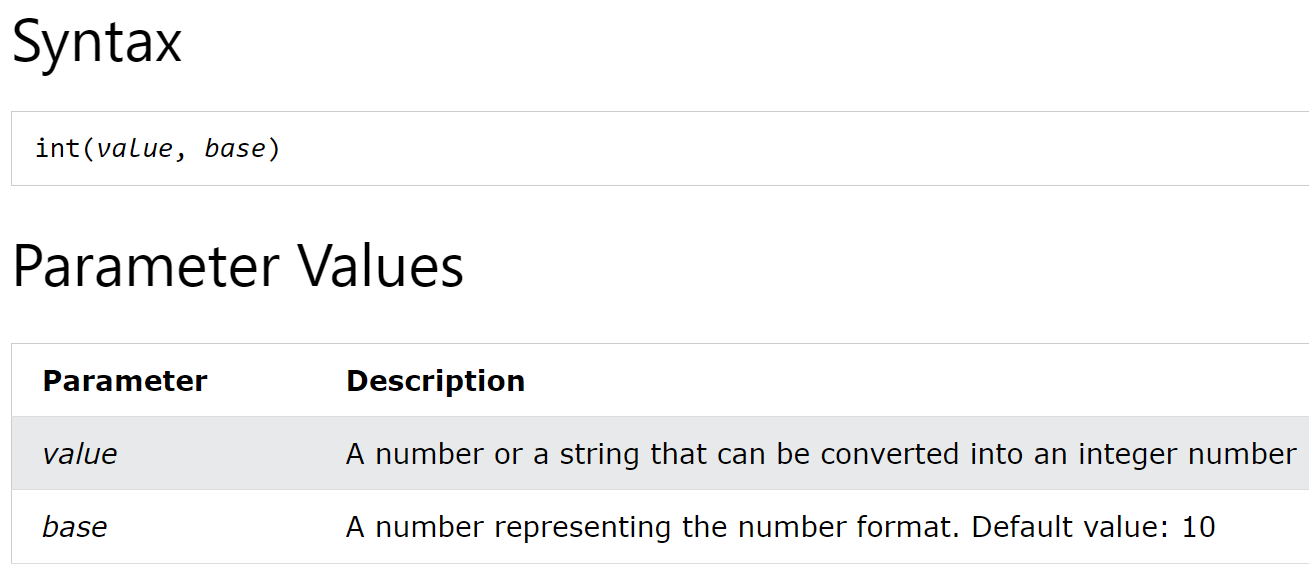 Syntax
int(value, base)
Parameter Values
Parameter Description
value A number or a string that can be converted into an integer number
base A number representing the number format. Default value: 10